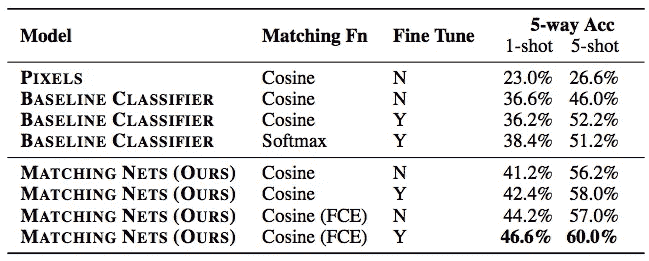 5-way Acc
Model Matching Fn Fine Tune 1-shot 5-shot
PIXELS Cosine N 23.0% 26.6%
BASELINE CLASSIFIER Cosine N 36.6% 46.0%
BASELINE CLASSIFIER Cosine Y 36.2% 52.2%
BASELINE CLASSIFIER Softmax Y 38.4% 51.2%
MATCHING NETS (OURS) Cosine N 41.2% 56.2%
MATCHING NETS (OURS) Cosine Y 42.4% 58.0%
MATCHING NETS (OURS) Cosine (FCE) N 44.2% 57.0%
MATCHING NETS (OURS) Cosine (FCE) Y 46.6% 60.0%